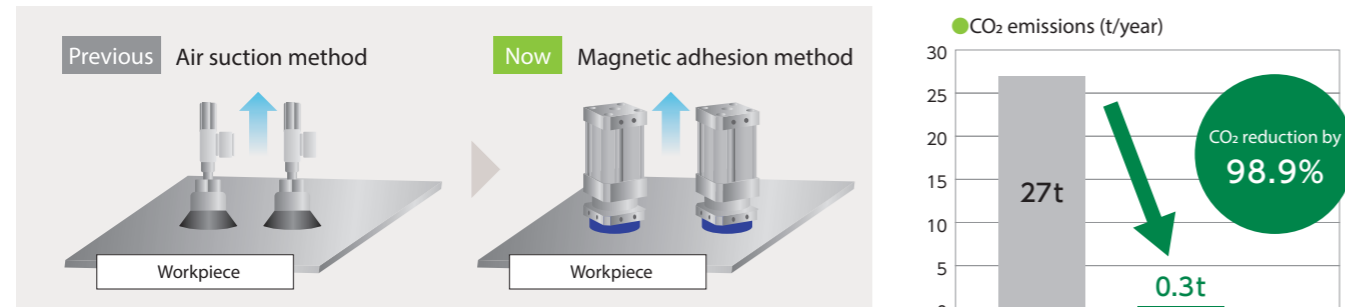 Previous Air suction method
Now Magnetic adhesion method
Workpiece
Workpiece
CO₂ emissions (t/year)
30
25
20
15
10
5
0
27t
0.3t
CO₂ reduction by
98.9%